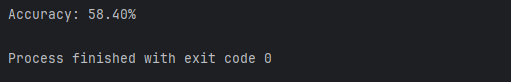 Accuracy: 58.40%
Process finished with exit code 0